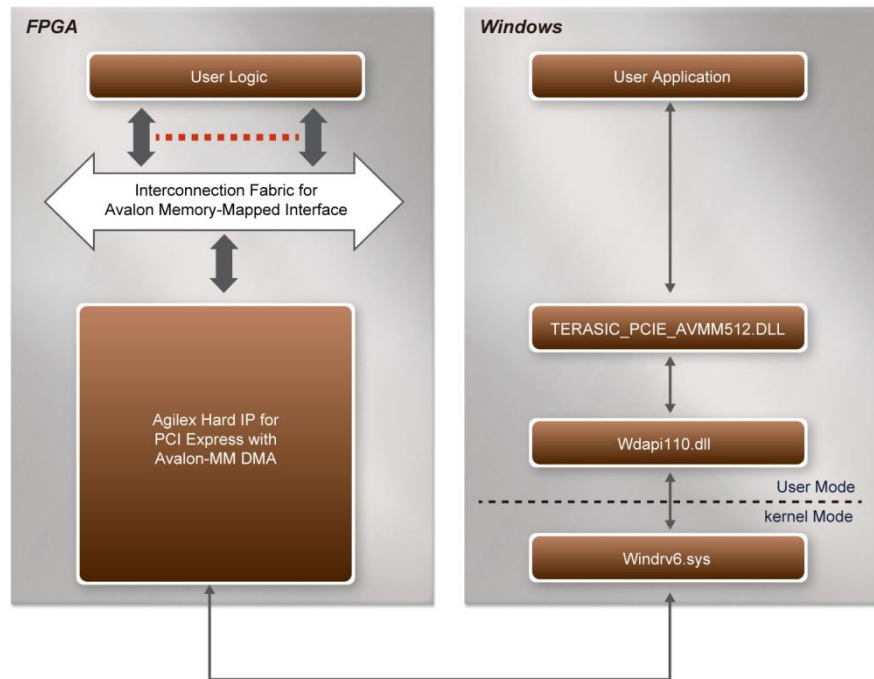 FPGA
User Logic
Interconnection Fabric for
Avalon Memory-Mapped Interface
Agilex Hard IP for
PCI Express with
Avalon-MM DMA
Windows
User Application
TERASIC_PCIE_AVMM512.DLL
Wdapi110.dll
User Mode
kernel Mode
Windrv6.sys